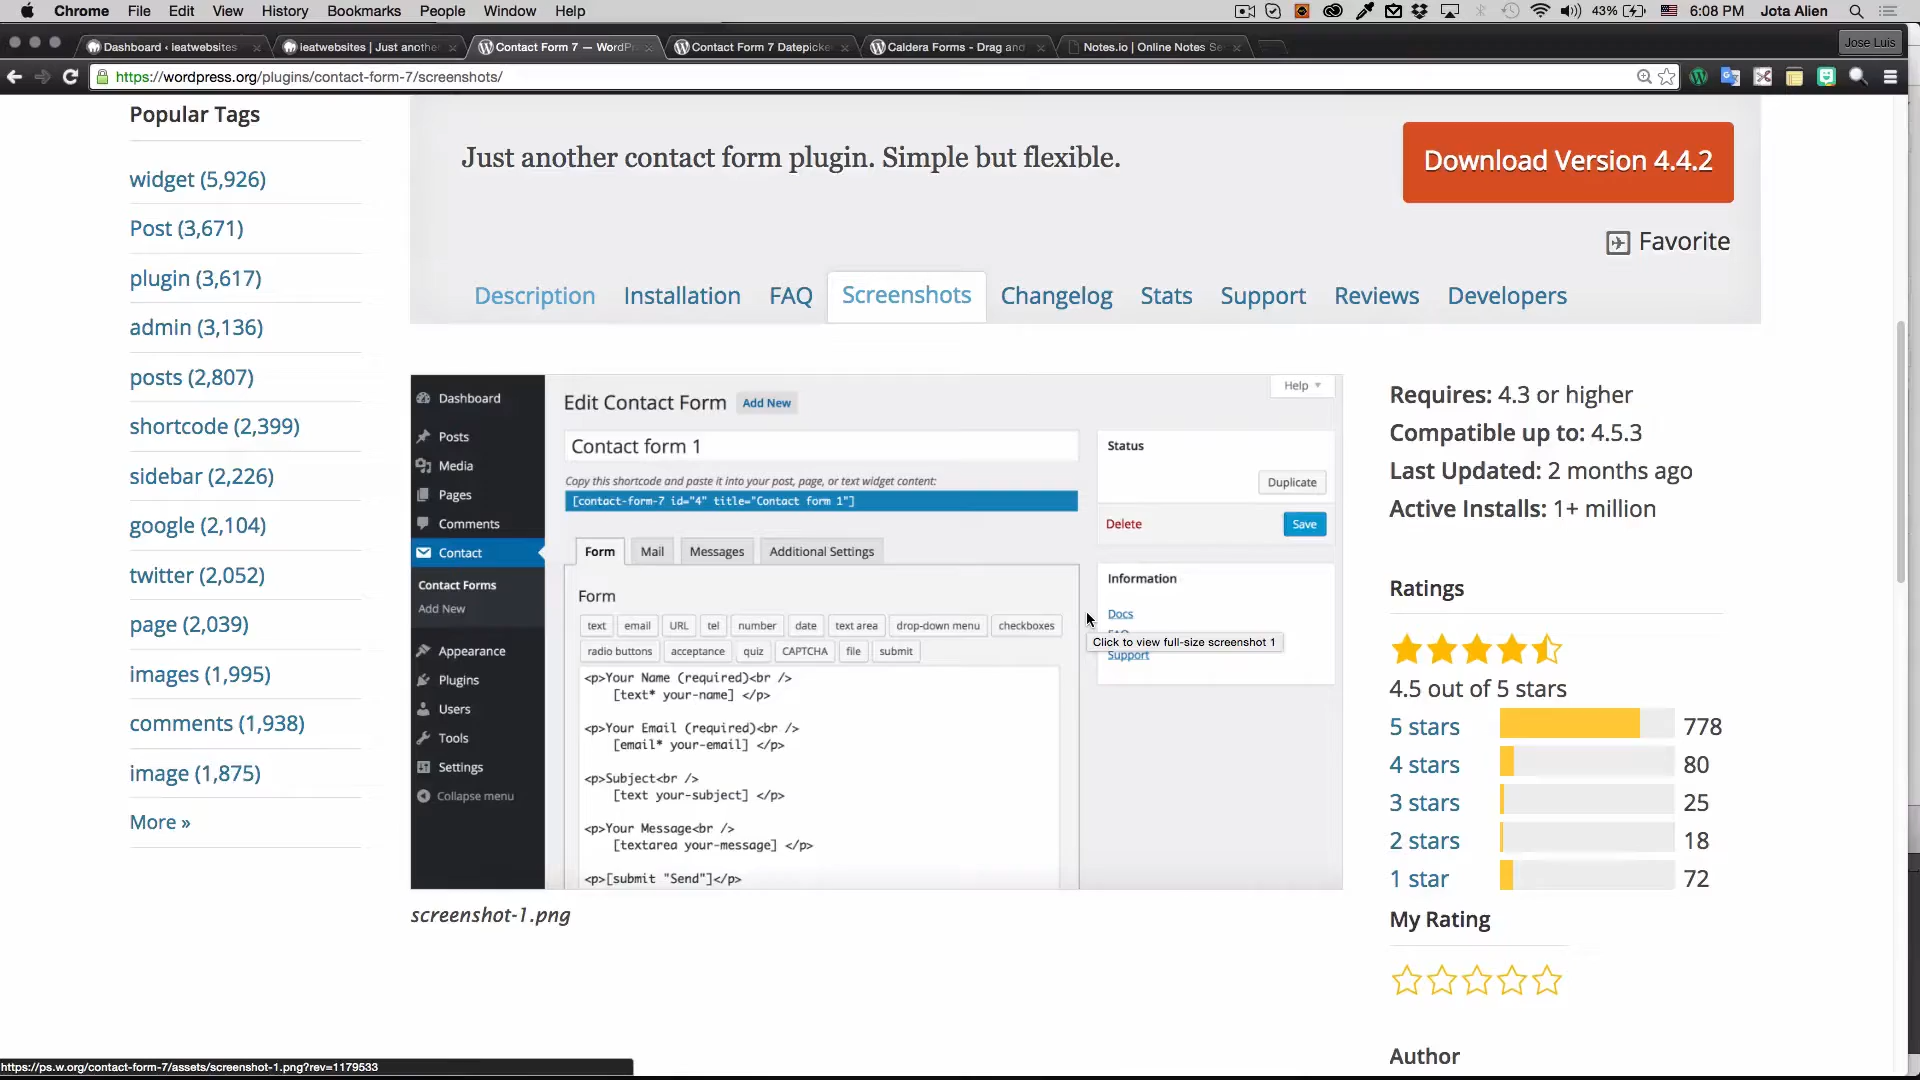 Chrome File Edit View History Bookmarks People Window Help
43% 6:08 PM Jota Alien
Dashboard ‹ ieatwebsites
ieatwebsites | Just anothe
Contact Form 7 — WordPr
Contact Form 7 Datepicke
Caldera Forms - Drag and
Notes.io | Online Notes Se
Jose Luis
https://wordpress.org/plugins/contact-form-7/screenshots/
Popular Tags
widget (5,926)
Post (3,671)
plugin (3,617)
admin (3,136)
posts (2,807)
shortcode (2,399)
sidebar (2,226)
google (2,104)
twitter (2,052)
page (2,039)
images (1,995)
comments (1,938)
image (1,875)
More »
Just another contact form plugin. Simple but flexible.
Download Version 4.4.2
Favorite
Description Installation FAQ Screenshots Changelog Stats Support Reviews Developers
Dashboard
Posts
Media
Pages
Comments
Contact
Contact Forms
Add New
Appearance
Plugins
Users
Tools
Settings
Collapse menu
Help
Edit Contact Form Add New
Contact form 1
Copy this shortcode and paste it into your post, page, or text widget content:
[contact-form-7 id="4" title="Contact form 1"]
Form Mail Messages Additional Settings
Form
text email URL tel number date text area drop-down menu checkboxes
radio buttons acceptance quiz CAPTCHA file submit
<p>Your Name (required)<br />
[text* your-name] </p>
<p>Your Email (required)<br />
[email* your-email] </p>
<p>Subject<br />
[text your-subject] </p>
<p>Your Message<br />
[textarea your-message] </p>
<p>[submit "Send"]</p>
Status
Duplicate
Delete Save
Information
Docs
Click to view full-size screenshot 1
Support
screenshot-1.png
Requires: 4.3 or higher
Compatible up to: 4.5.3
Last Updated: 2 months ago
Active Installs: 1+ million
Ratings
4.5 out of 5 stars
5 stars 778
4 stars 80
3 stars 25
2 stars 18
1 star 72
My Rating
Author
https://ps.w.org/contact-form-7/assets/screenshot-1.png?rev=1179533